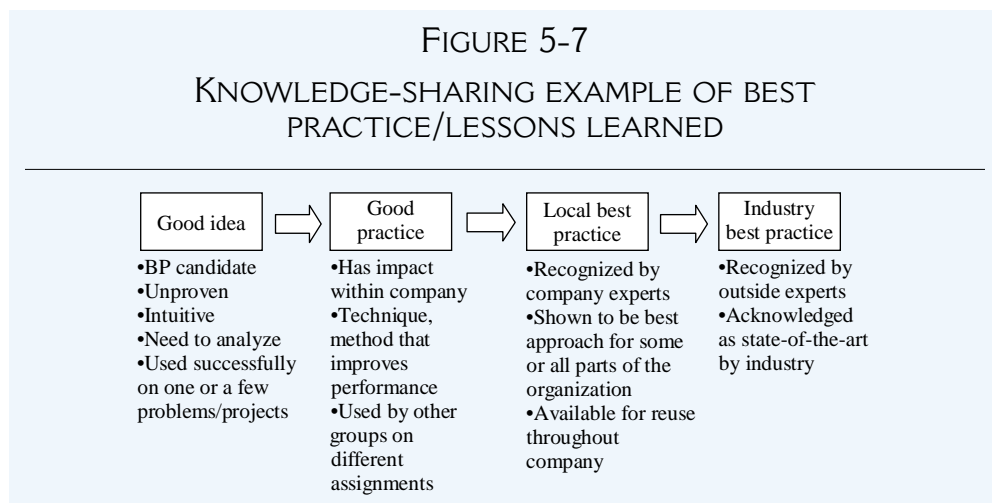 FIGURE 5-7
KNOWLEDGE-SHARING EXAMPLE OF BEST
PRACTICE/LESSONS LEARNED
Good idea
•BP candidate
•Unproven
•Intuitive
•Need to analyze
•Used successfully
on one or a few
problems/projects
Good
practice
•Has impact
within company
•Technique,
method that
improves
performance
•Used by other
groups on
different
assignments
Local best
practice
•Recognized by
company experts
•Shown to be best
approach for some
or all parts of the
organization
•Available for reuse
throughout
company
Industry
best practice
•Recognized by
outside experts
•Acknowledged
as state-of-the-art
by industry